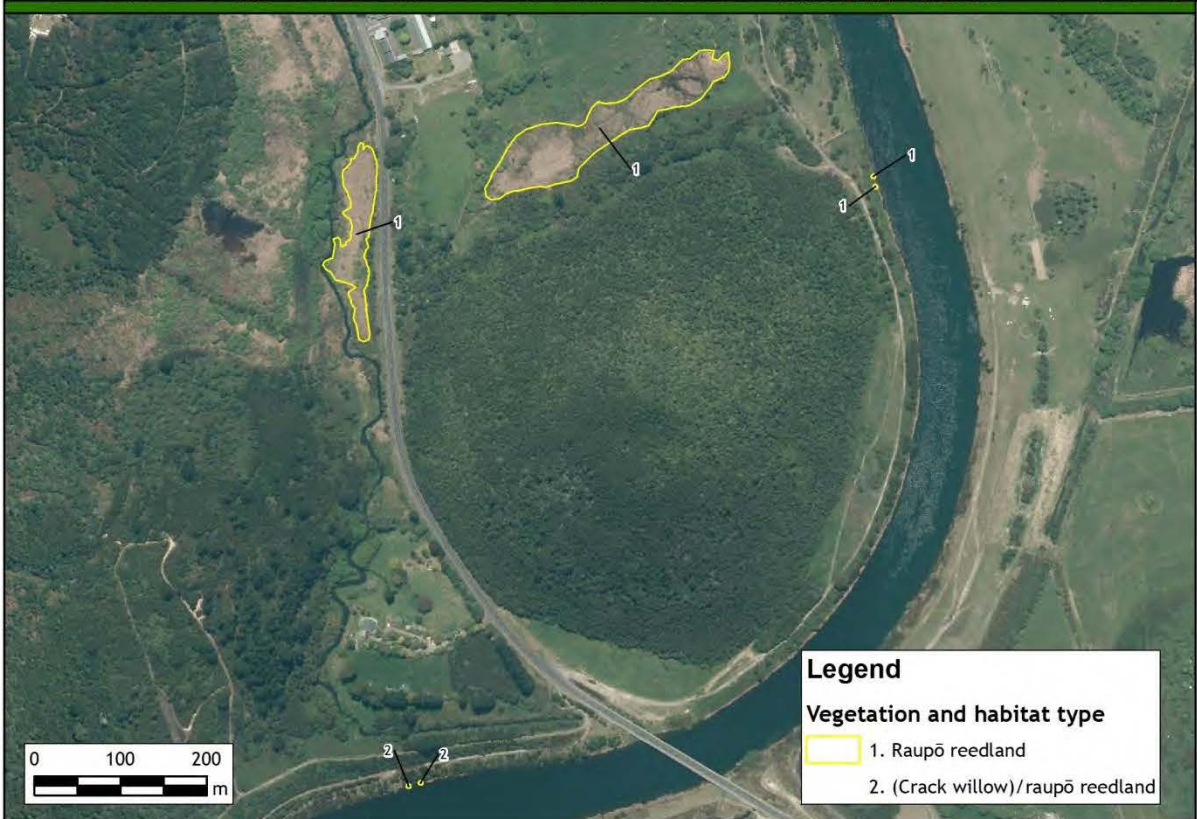 1
1
1
1
2 2
0 100 200
m
Legend
Vegetation and habitat type
1. Raupō reedland
2. (Crack willow)/raupō reedland